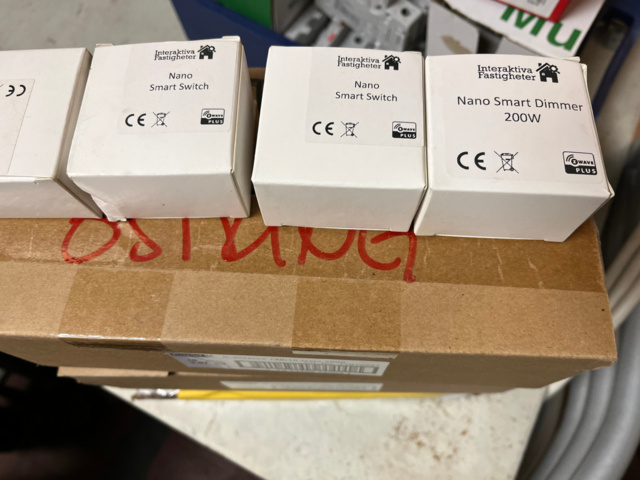 CE
Interaktiva
Fastigheter
Nano
Smart Switch
CE
WAVE
PLUS
Interaktiva
Fastigheter
Nano
Smart Switch
CE
WAVE
PLUS
Interaktiva
Fastigheter
Nano Smart Dimmer
200W
CE
WAVE
PLUS
Mu